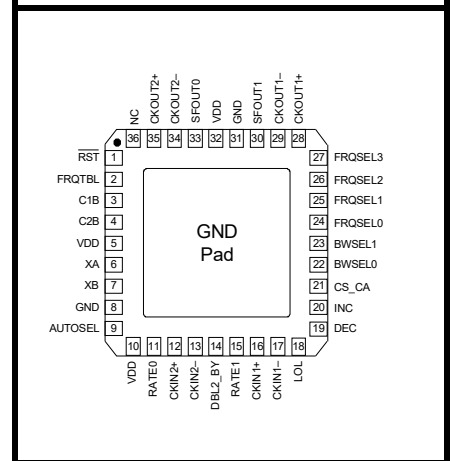 NC
CKOUT2+
CKOUT2–
SFOUT0
VDD
GND
SFOUT1
CKOUT1–
CKOUT1+
36 35 34 33 32 31 30 29 28
RST 1
FRQTBL 2
C1B 3
C2B 4
VDD 5
XA 6
XB 7
GND 8
AUTOSEL 9
GND
Pad
27 FRQSEL3
26 FRQSEL2
25 FRQSEL1
24 FRQSEL0
23 BWSEL1
22 BWSEL0
21 CS_CA
20 INC
19 DEC
10 11 12 13 14 15 16 17 18
VDD
RATE0
CKIN2+
CKIN2–
DBL2_BY
RATE1
CKIN1+
CKIN1–
LOL